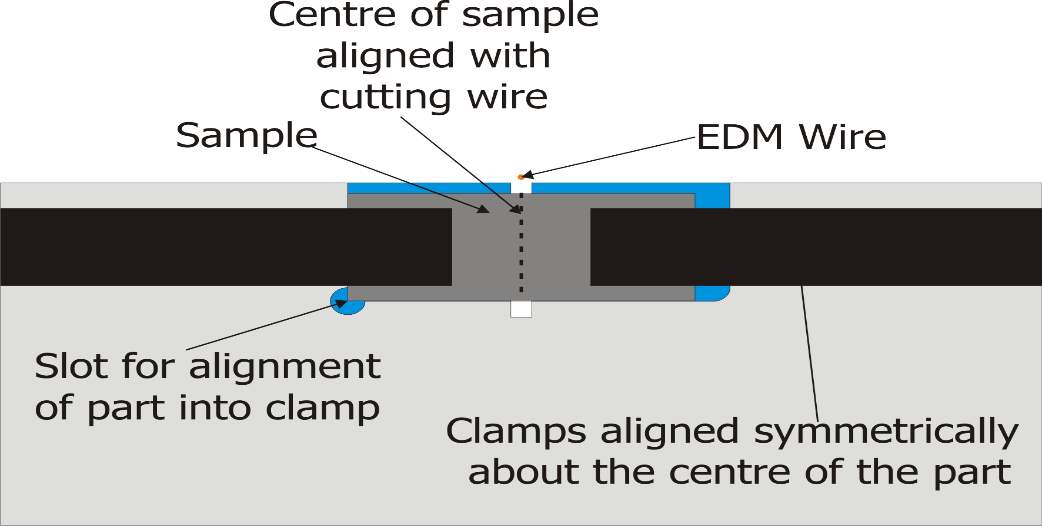 Centre of sample
aligned with
cutting wire
Sample
EDM Wire
Slot for alignment
of part into clamp
Clamps aligned symmetrically
about the centre of the part